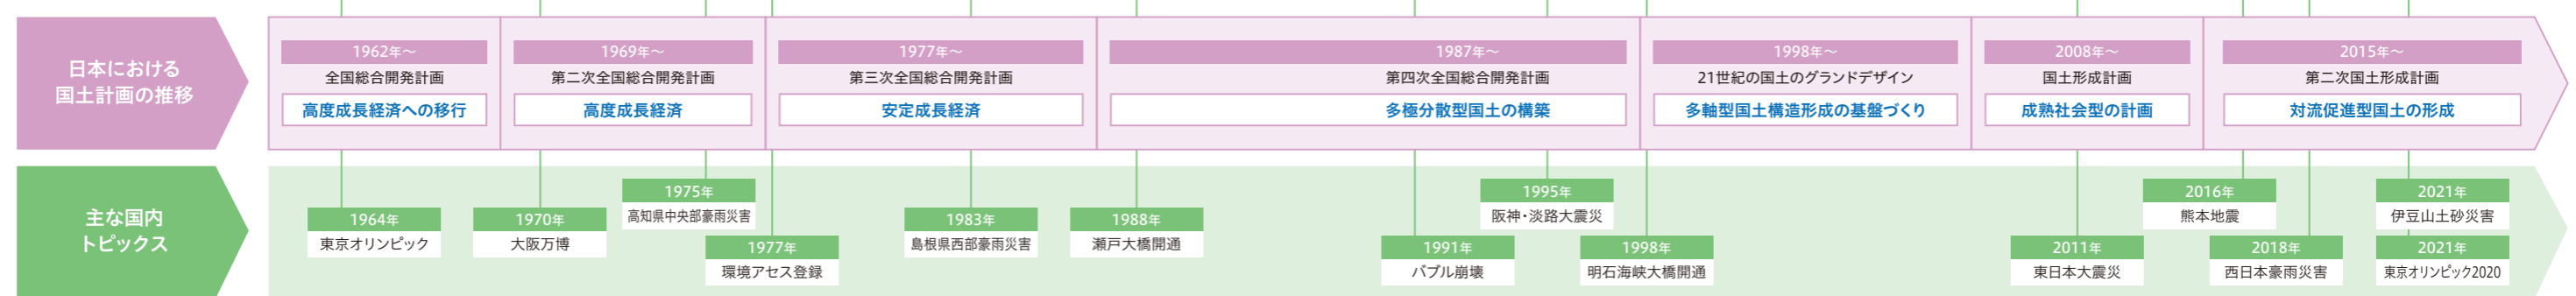 日本における
国土計画の推移
1962年～
全国総合開発計画
高度成長経済への移行
1969年～
第二次全国総合開発計画
高度成長経済
1977年～
第三次全国総合開発計画
安定成長経済
1987年～
第四次全国総合開発計画
多極分散型国土の構築
1998年～
21世紀の国土のグランドデザイン
多軸型国土構造形成の基盤づくり
2008年～
国土形成計画
成熟社会型の計画
2015年～
第二次国土形成計画
対流促進型国土の形成
主な国内
トピックス
1964年
東京オリンピック
1970年
大阪万博
1975年
高知県中央部豪雨災害
1977年
環境アセス登録
1983年
島根県西部豪雨災害
1988年
瀬戸大橋開通
1991年
バブル崩壊
1995年
阪神・淡路大震災
1998年
明石海峡大橋開通
2011年
東日本大震災
2016年
熊本地震
2018年
西日本豪雨災害
2021年
伊豆山土砂災害
2021年
東京オリンピック2020